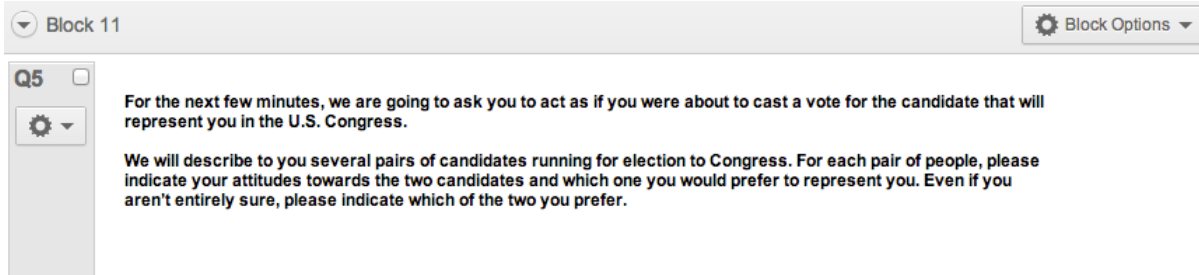 Block 11
Block Options
Q5
For the next few minutes, we are going to ask you to act as if you were about to cast a vote for the candidate that will
represent you in the U.S. Congress.
We will describe to you several pairs of candidates running for election to Congress. For each pair of people, please
indicate your attitudes towards the two candidates and which one you would prefer to represent you. Even if you
aren't entirely sure, please indicate which of the two you prefer.